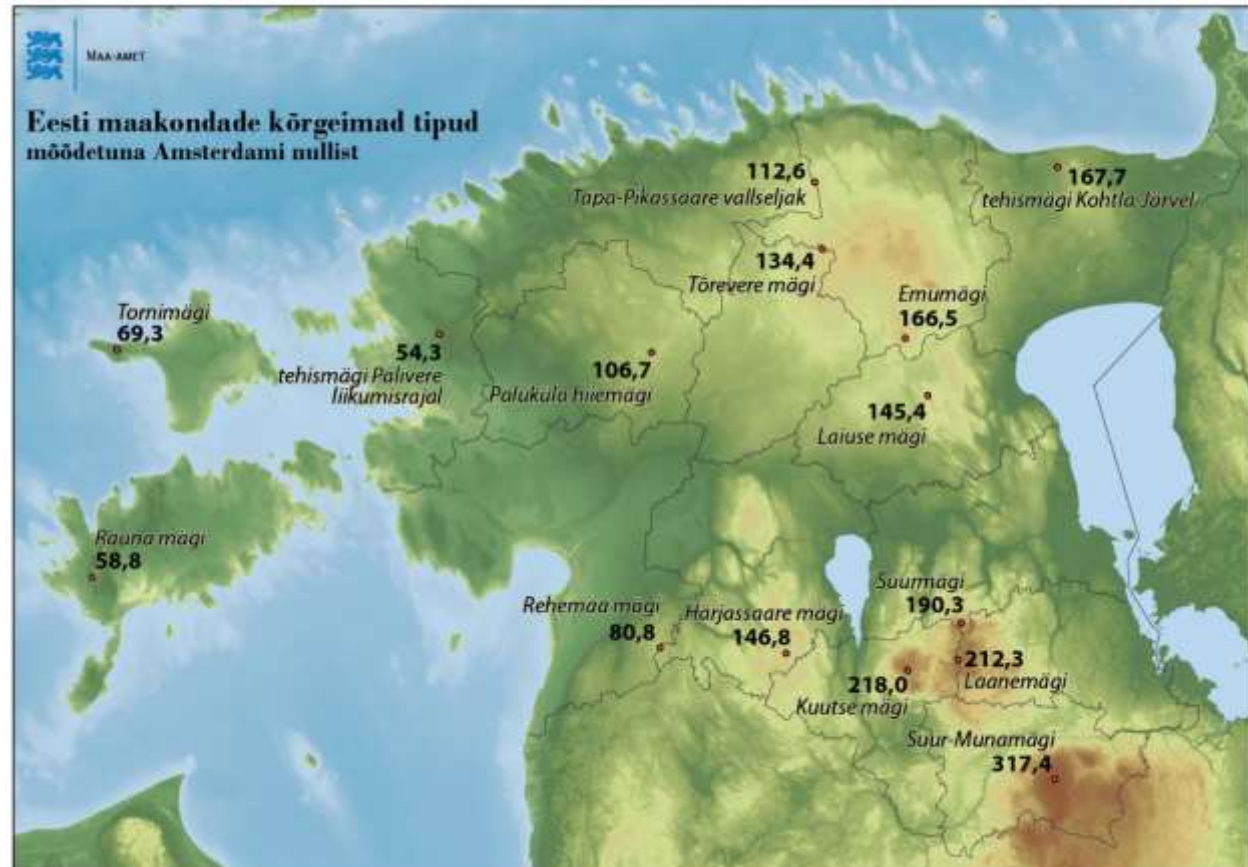 MAA-AMET
Eesti maakondade kõrgeimad tipud
mõõdetuna Amsterdami nullist
112,6
Tapa-Pikassaare vallseljak
167,7
tehismägi Kohtla-Järvel
134,4
Tõrevere mägi
Emumägi
166,5
Tornimägi
69,3
54,3
tehismägi Palivere
liikumisrajal
106,7
Palukula hiiemägi
145,4
Laiuse mägi
Rauna mägi
58,8
Rehemaa mägi
80,8
Harjassaare mägi
146,8
Suurmägi
190,3
212,3
Laanemägi
218,0
Kuutse mägi
Suur-Munamägi
317,4